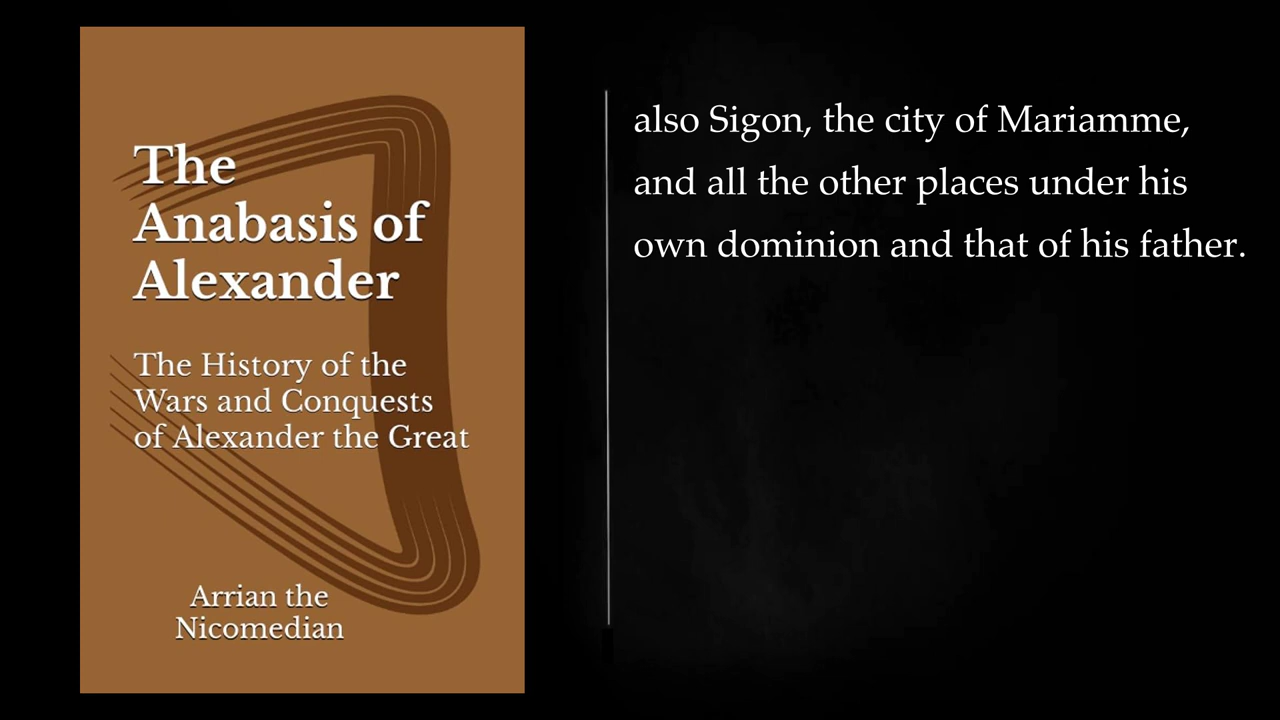 The
Anabasis of
Alexander
The History of the
Wars and Conquests
of Alexander the Great
Arrian the
Nicomedian
also Sigon, the city of Mariamme,
and all the other places under his
own dominion and that of his father.